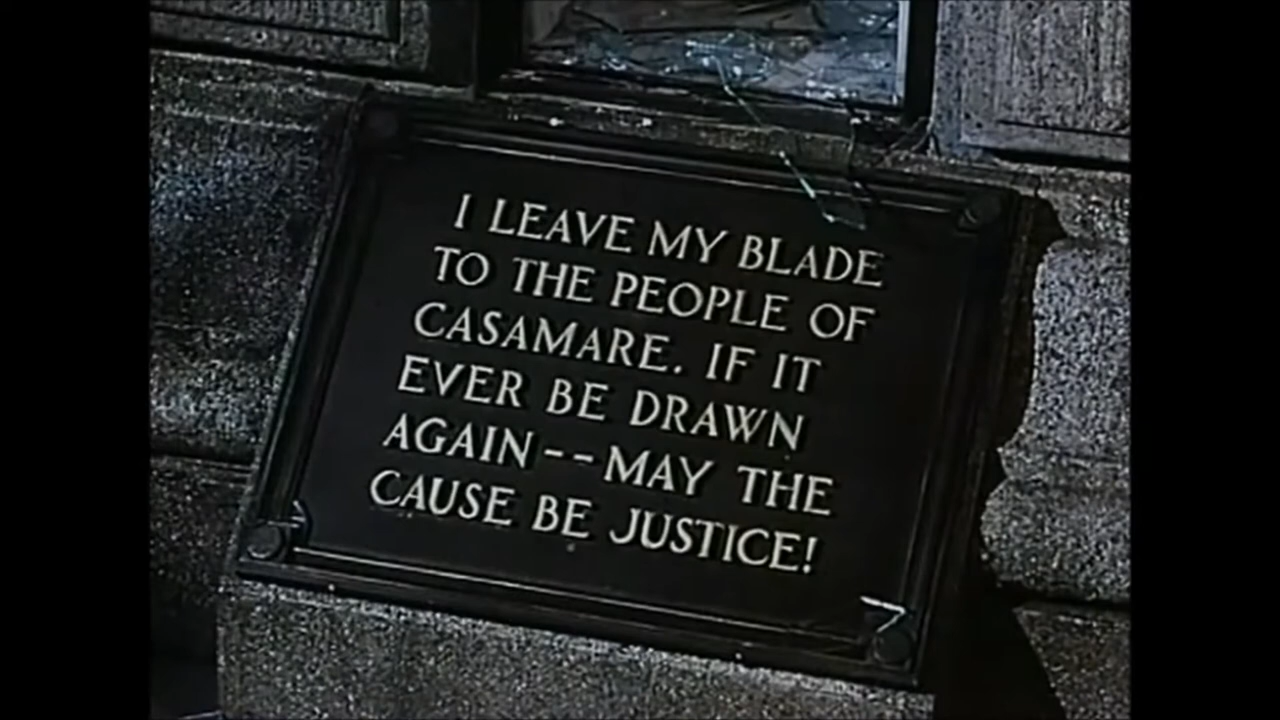 I LEAVE MY BLADE
TO THE PEOPLE OF
CASAMARE. IF IT
EVER BE DRAWN
AGAIN--MAY THE
CAUSE BE JUSTICE!